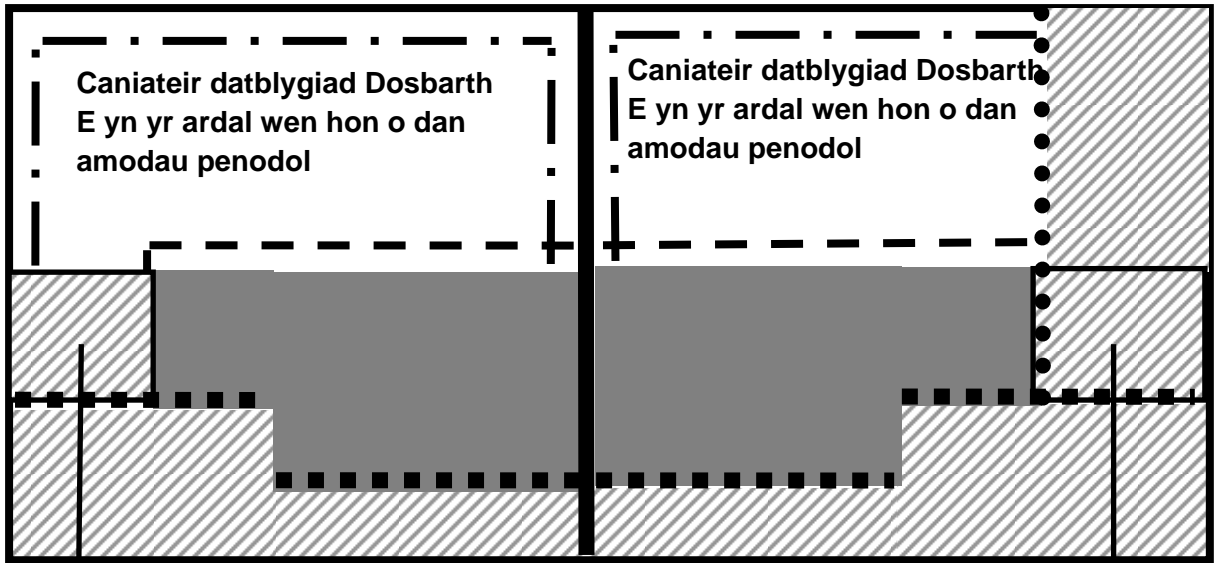 Caniateir datblygiad Dosbarth
E yn yr ardal wen hon o dan
amodau penodol
Caniateir datblygiad Dosbarth
E yn yr ardal wen hon o dan
amodau penodol